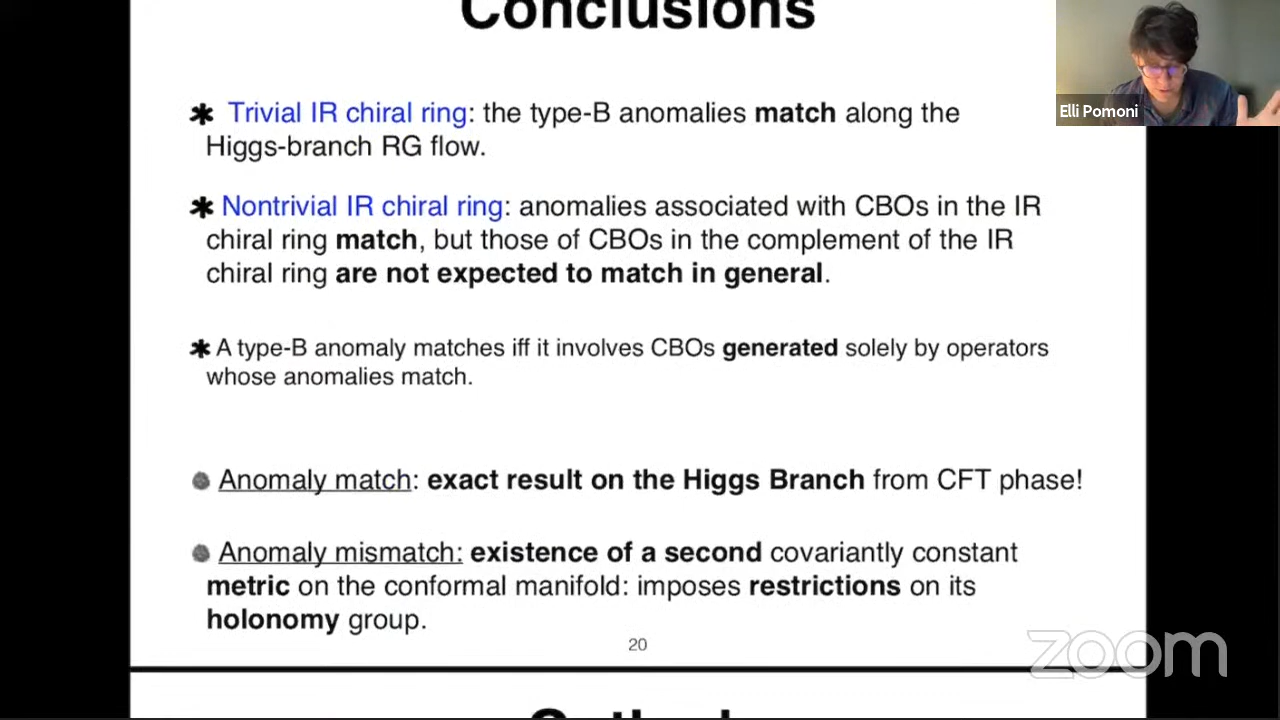 Conclusions
Elli Pomoni
✱ Trivial IR chiral ring: the type-B anomalies match along the
Higgs-branch RG flow.
✱ Nontrivial IR chiral ring: anomalies associated with CBOs in the IR
chiral ring match, but those of CBOs in the complement of the IR
chiral ring are not expected to match in general.
✱ A type-B anomaly matches iff it involves CBOs generated solely by operators
whose anomalies match.
Anomaly match: exact result on the Higgs Branch from CFT phase!
Anomaly mismatch: existence of a second covariantly constant
metric on the conformal manifold: imposes restrictions on its
holonomy group.
20
zoom